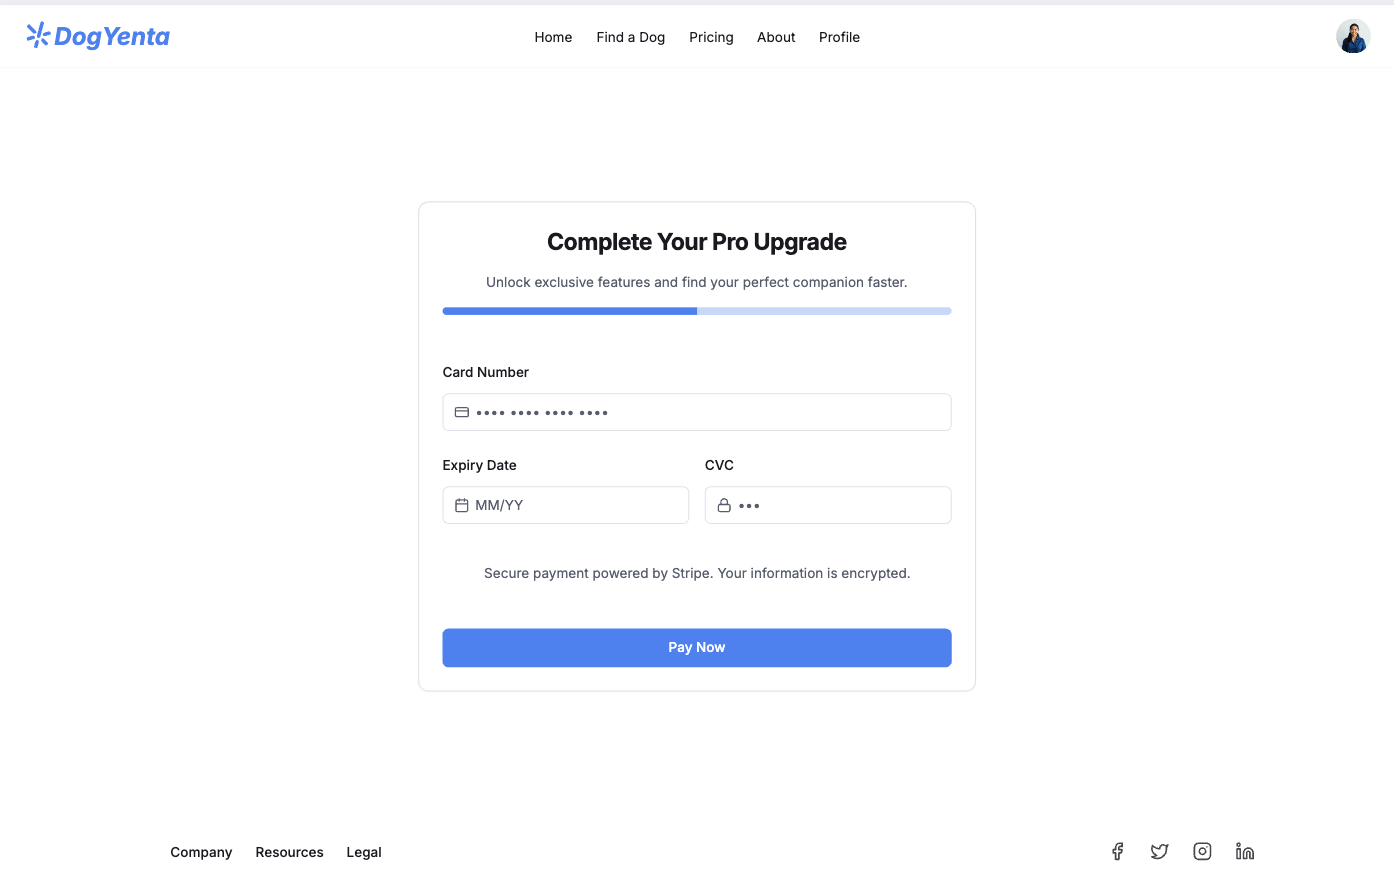 DogYenta
Home Find a Dog Pricing About Profile
Complete Your Pro Upgrade
Unlock exclusive features and find your perfect companion faster.
Card Number
•••• •••• •••• ••••
Expiry Date CVC
MM/YY •••
Secure payment powered by Stripe. Your information is encrypted.
Pay Now
Company Resources Legal